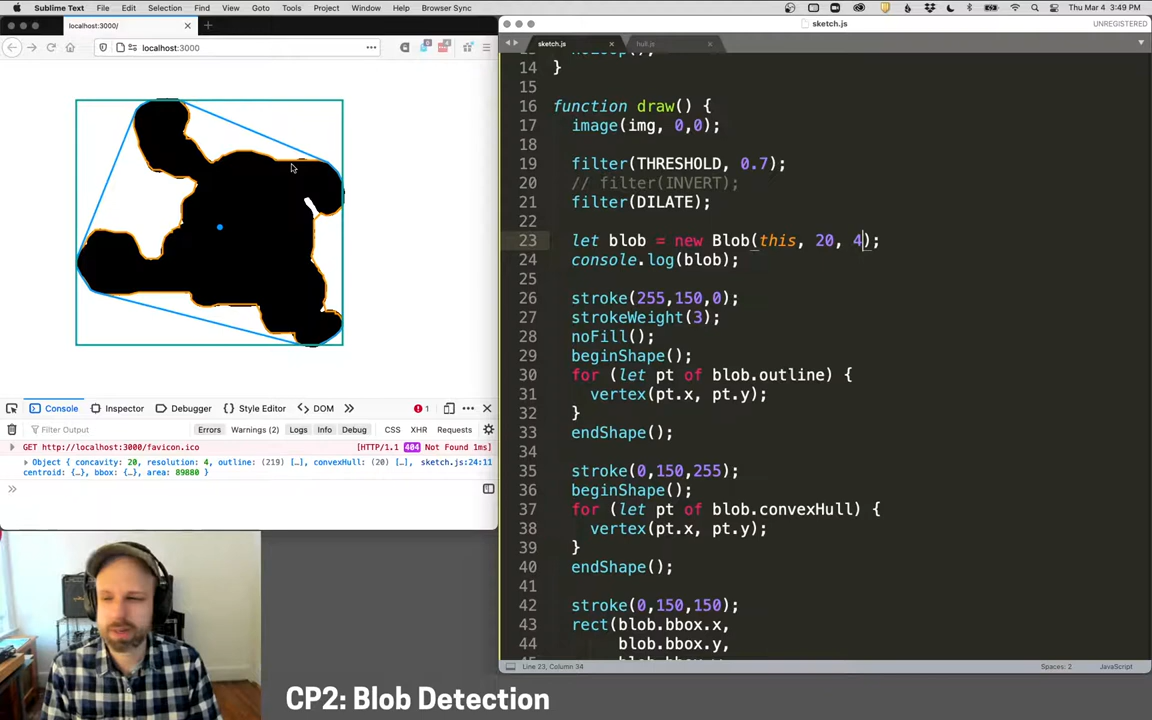 Sublime Text File Edit Selection Find View Goto Tools Project Window Help Browser Sync Thu Mar 4 3:49 PM
localhost:3000/
localhost:3000
sketch.js UNREGISTERED
sketch.js hull.js
14 }
15
16 function draw() {
17 image(img, 0,0);
18
19 filter(THRESHOLD, 0.7);
20 // filter(INVERT);
21 filter(DILATE);
22
23 let blob = new Blob(this, 20, 4);
24 console.log(blob);
25
26 stroke(255,150,0);
27 strokeWeight(3);
28 noFill();
29 beginShape();
30 for (let pt of blob.outline) {
31 vertex(pt.x, pt.y);
32 }
33 endShape();
34
35 stroke(0,150,255);
36 beginShape();
37 for (let pt of blob.convexHull) {
38 vertex(pt.x, pt.y);
39 }
40 endShape();
41
42 stroke(0,150,150);
43 rect(blob.bbox.x,
44 blob.bbox.y,
Line 23, Column 34 Spaces: 2 JavaScript
Console Inspector Debugger Style Editor DOM 1
Filter Output Errors Warnings (2) Logs Info Debug CSS XHR Requests
GET http://localhost:3000/favicon.ico [HTTP/1.1 404 Not Found 1ms]
Object { concavity: 20, resolution: 4, outline: (219) […], convexHull: (20) […], sketch.js:24:11
centroid: {…}, bbox: {…}, area: 89880 }
CP2: Blob Detection